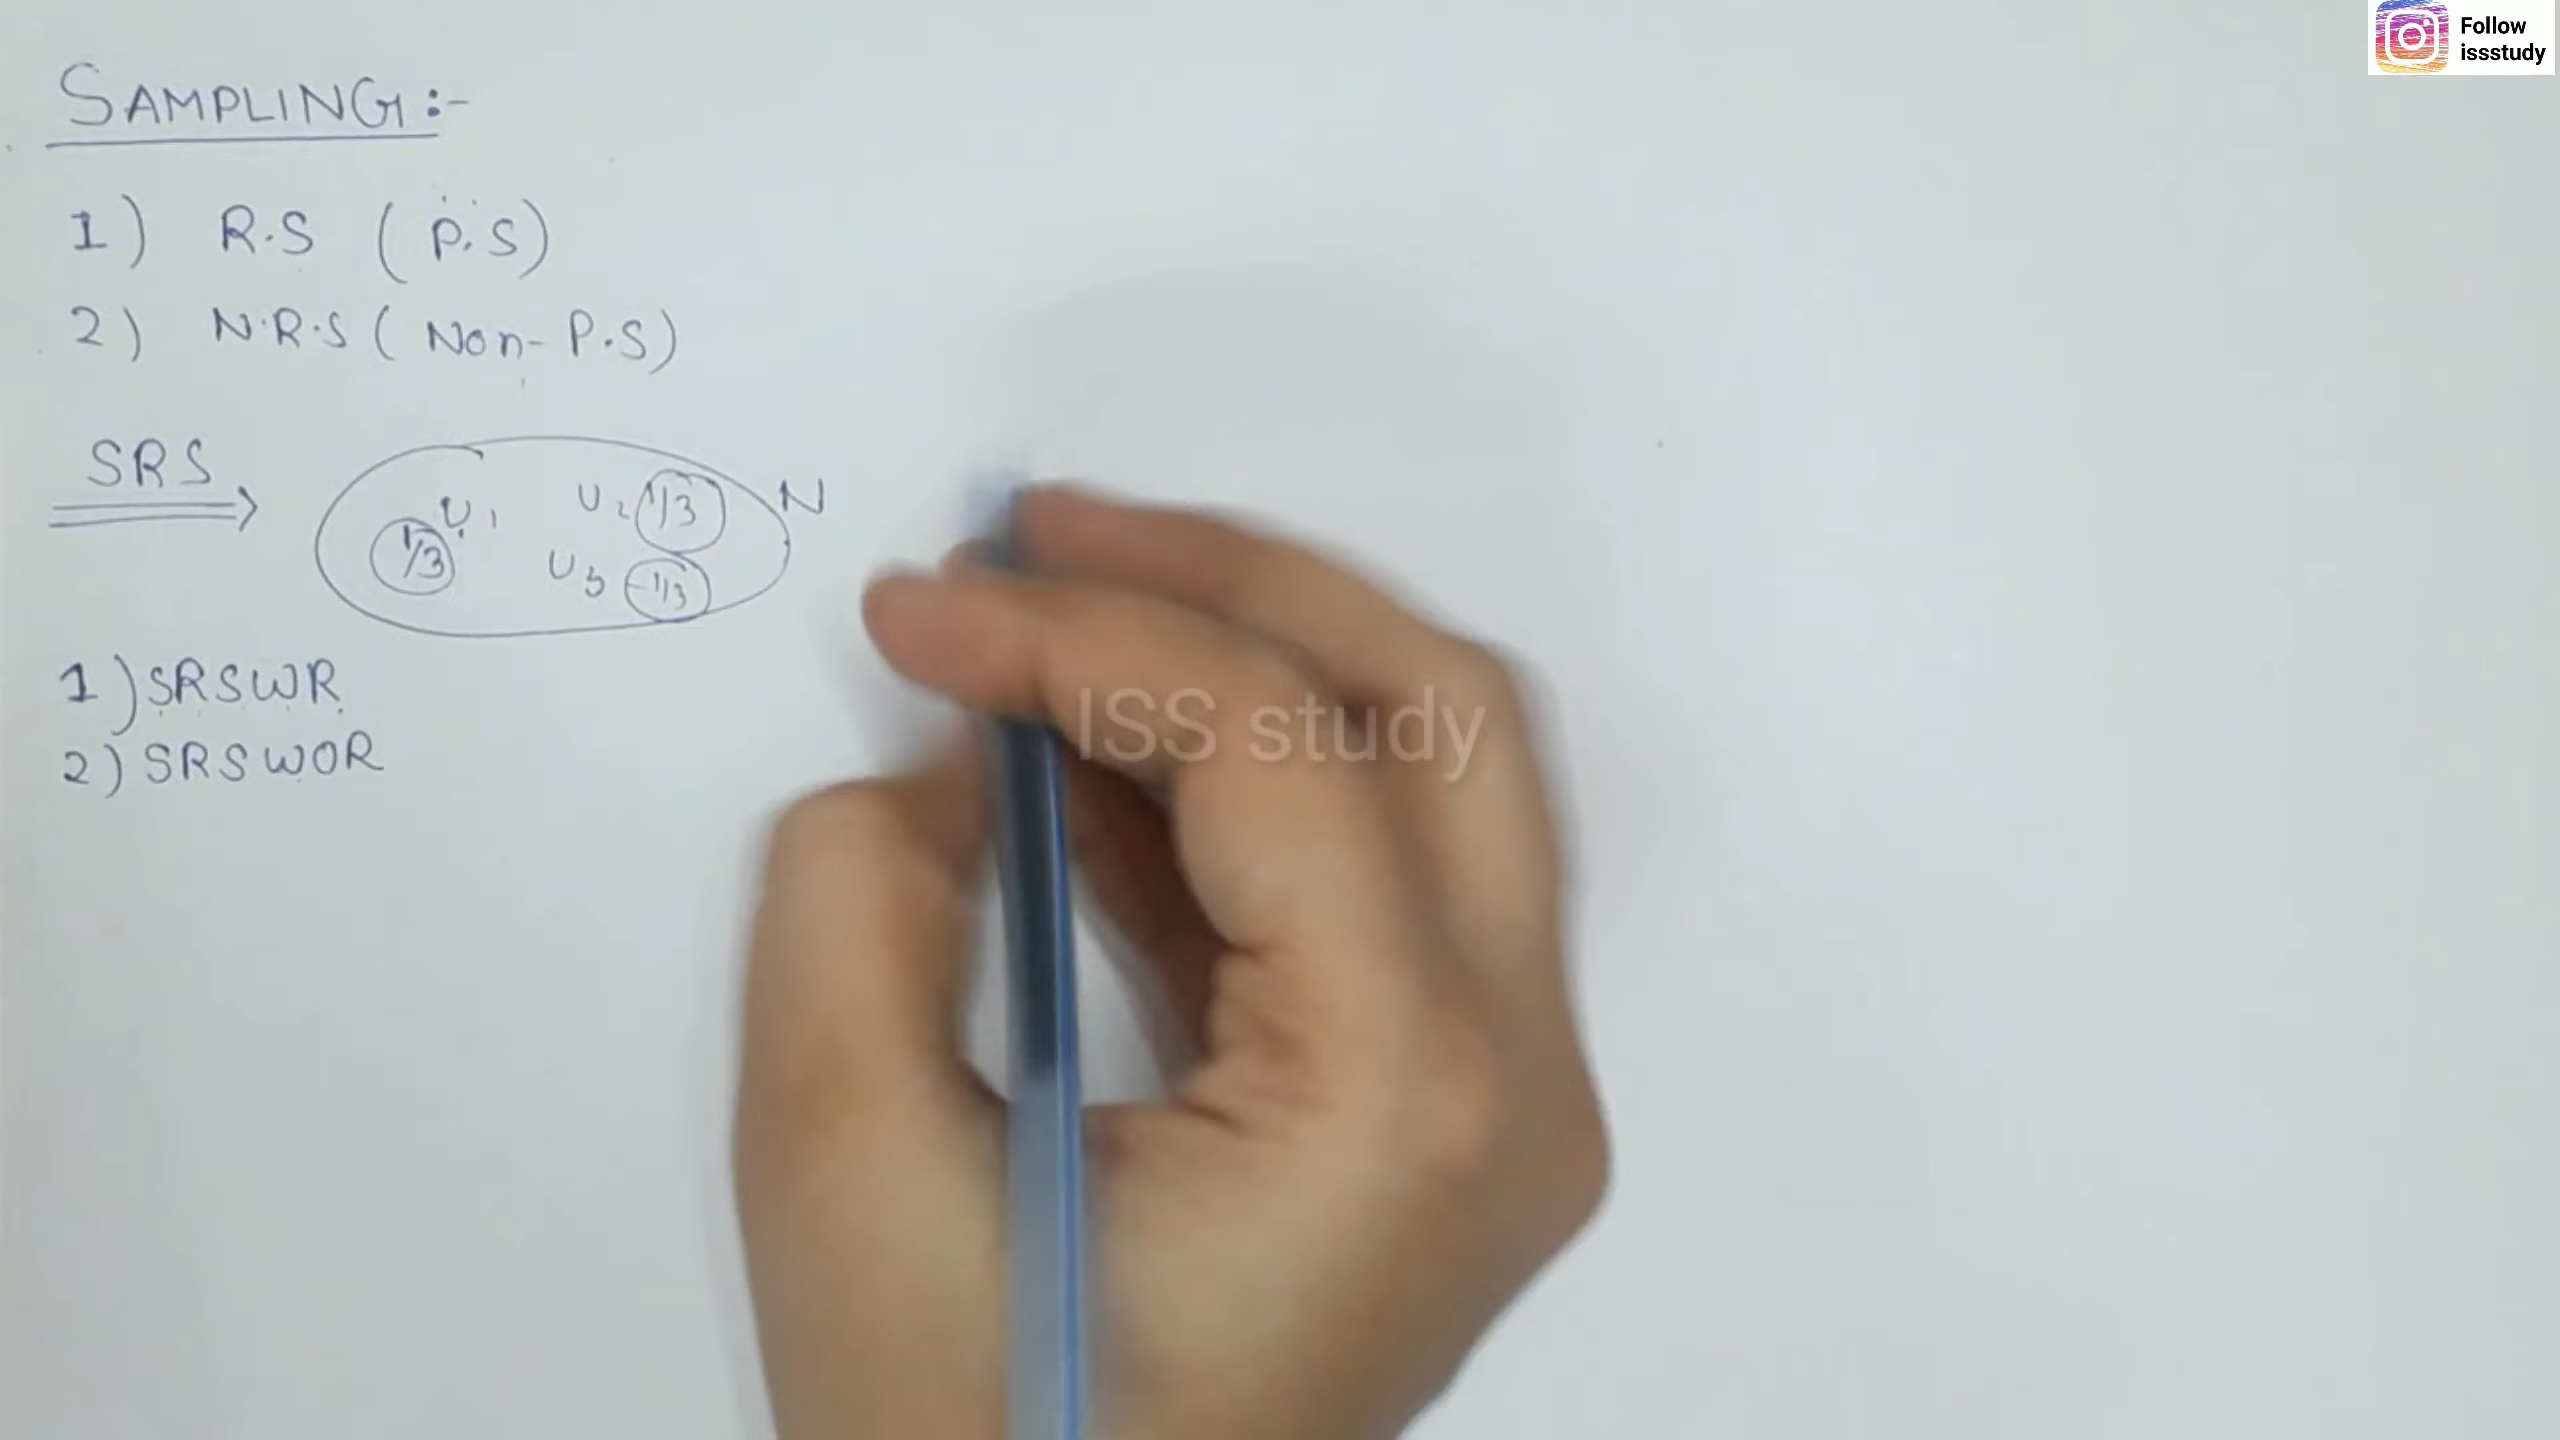 SAMPLING:-
1) R.S (P.S)
2) N.R.S (Non-P.S)
SRS
U1 1/3
U2 1/3
U3 1/3
N
1) SRSWR
2) SRSWOR
ISS study
Follow
issstudy